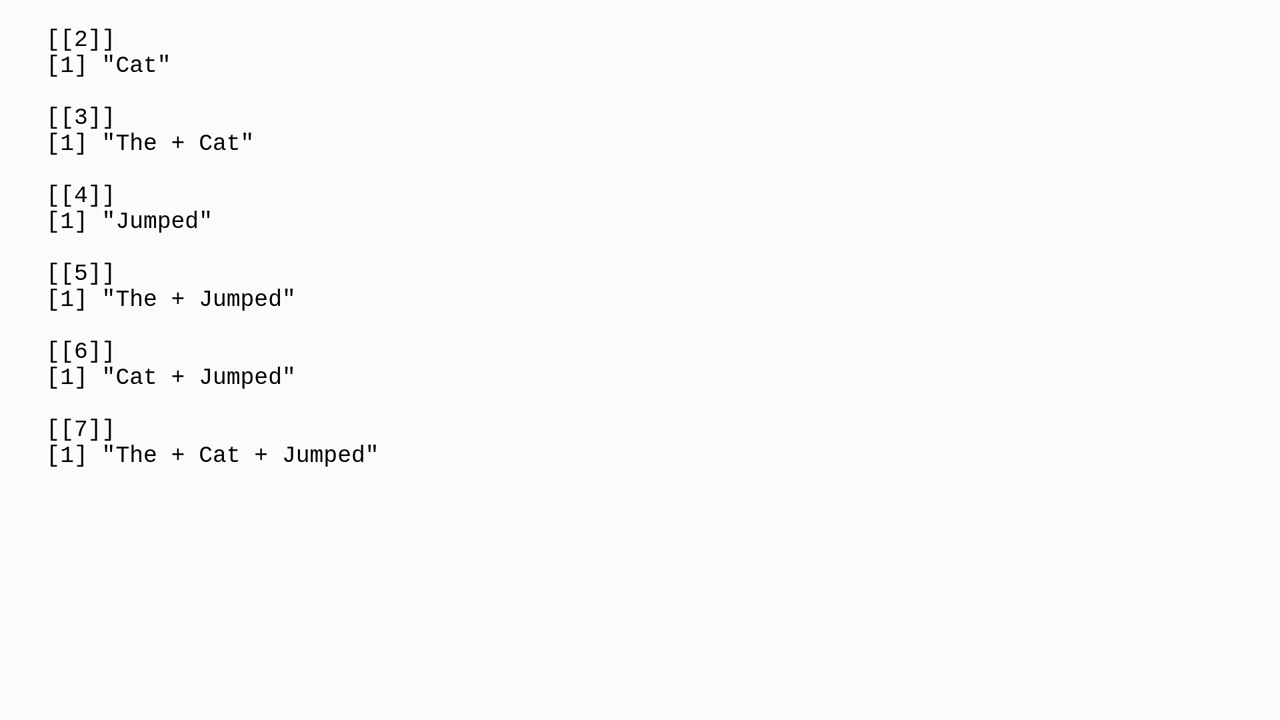 [[2]]
[1] "Cat"
[[3]]
[1] "The + Cat"
[[4]]
[1] "Jumped"
[[5]]
[1] "The + Jumped"
[[6]]
[1] "Cat + Jumped"
[[7]]
[1] "The + Cat + Jumped"